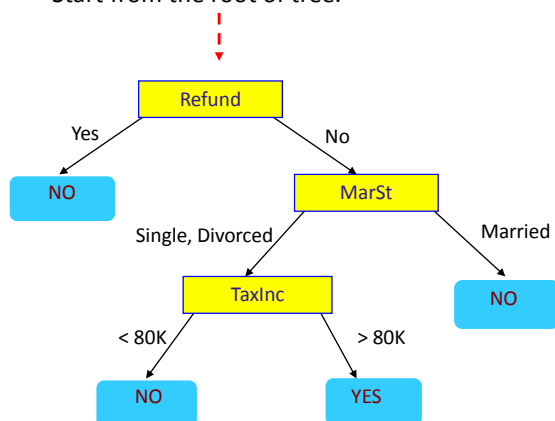 Start from the root of tree.
Refund
Yes
No
NO
MarSt
Single, Divorced
Married
TaxInc
NO
< 80K
> 80K
NO
YES